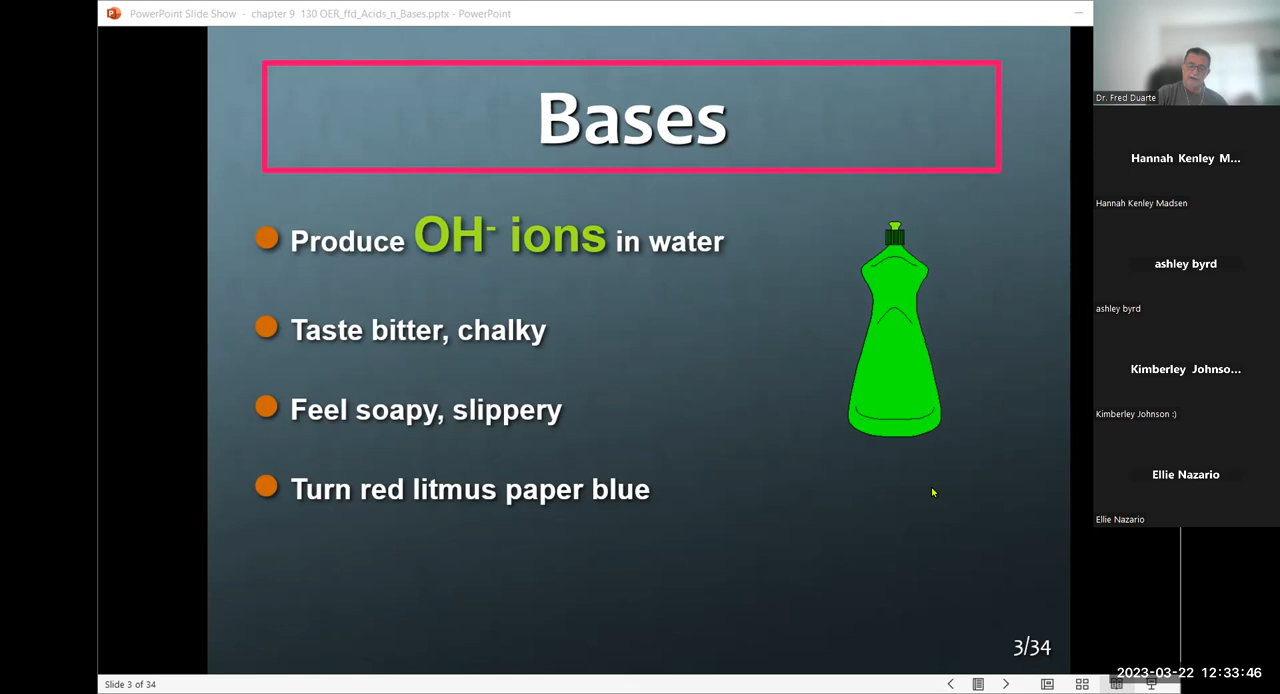 PowerPoint Slide Show - chapter 9 130 OER_ffd_Acids_n_Bases.pptx - PowerPoint
Bases
Produce OH⁻ ions in water
Taste bitter, chalky
Feel soapy, slippery
Turn red litmus paper blue
3/34
Slide 3 of 34
Dr. Fred Duarte
Hannah Kenley M...
Hannah Kenley Madsen
ashley byrd
ashley byrd
Kimberley Johnso...
Kimberley Johnson :)
Ellie Nazario
Ellie Nazario
2023-03-22 12:33:46